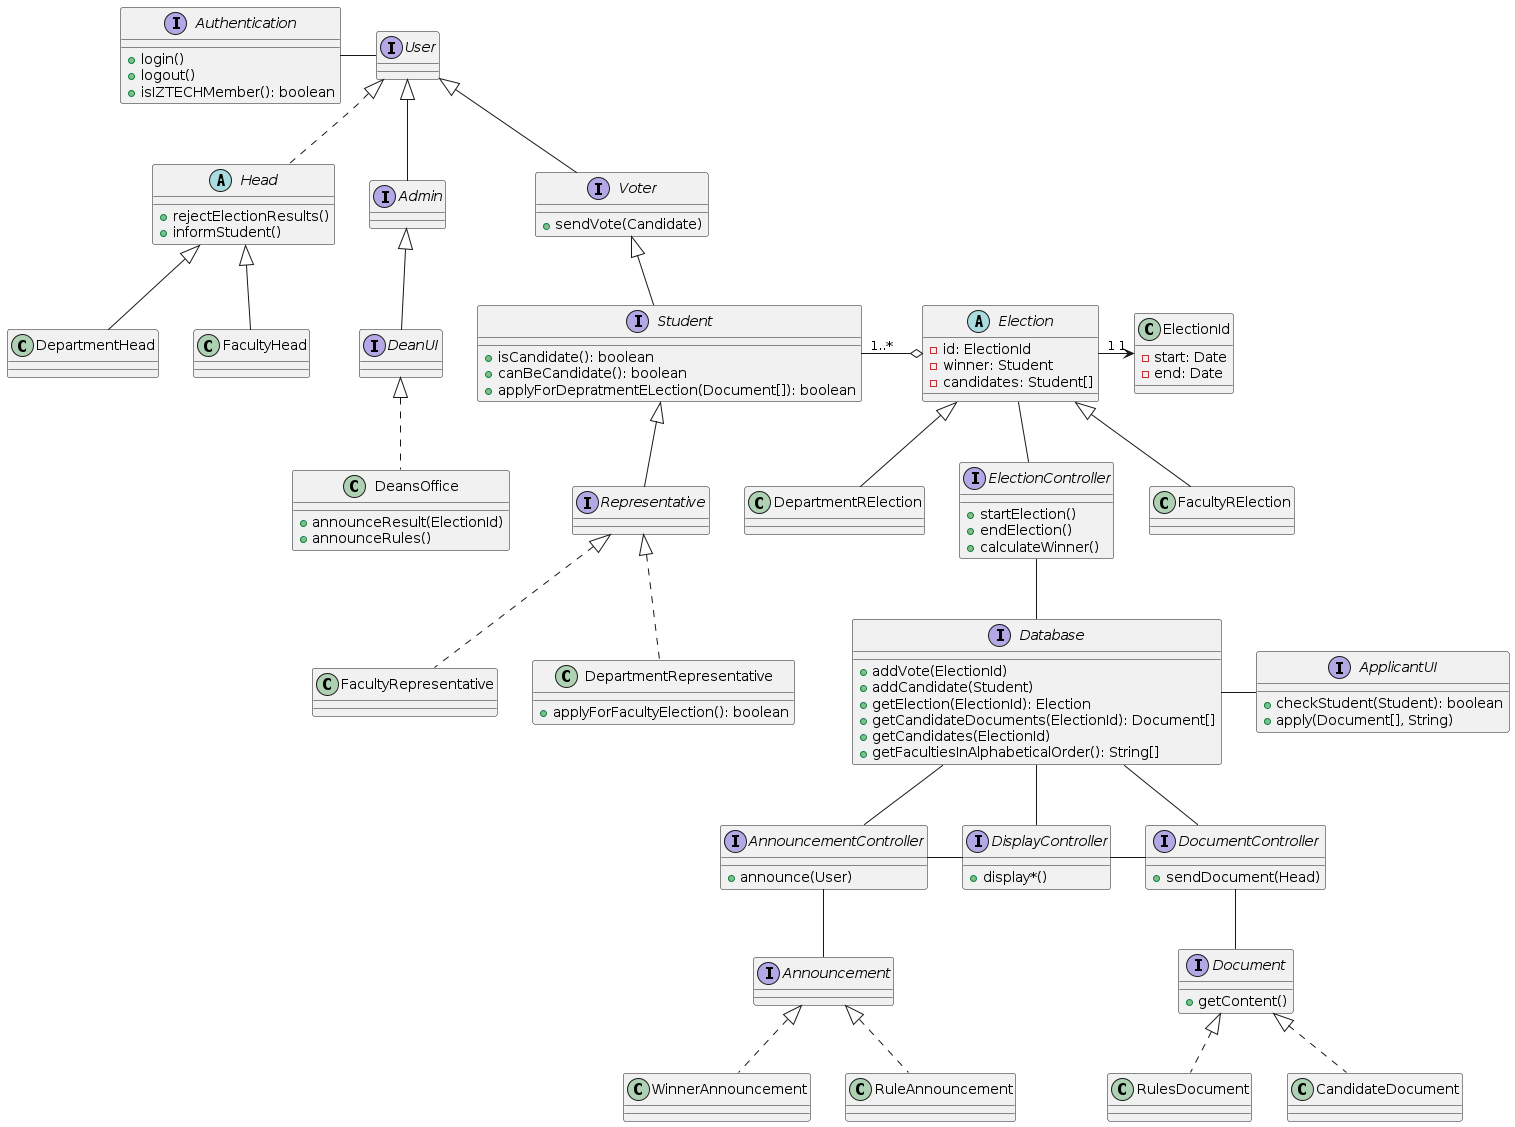 Authentication
+ login()
+ logout()
+ isIZTECHMember(): boolean
User
Head
rejectElectionResults()
informStudent()
Admin
Voter
sendVote(Candidate)
DepartmentHead
FacultyHead
DeanUI
Student
isCandidate(): boolean
canBeCandidate(): boolean
applyForDepratmentELection(Document[]): boolean
1..*
Election
id: ElectionId
winner: Student
candidates: Student[]
1 1
ElectionId
start: Date
end: Date
DeansOffice
announceResult(ElectionId)
announceRules()
Representative
DepartmentRElection
ElectionController
startElection()
endElection()
calculateWinner()
FacultyRElection
FacultyRepresentative
DepartmentRepresentative
applyForFacultyElection(): boolean
Database
addVote(ElectionId)
addCandidate(Student)
getElection(ElectionId): Election
getCandidateDocuments(ElectionId): Document[]
getCandidates(ElectionId)
getFacultiesInAlphabeticalOrder(): String[]
ApplicantUI
checkStudent(Student): boolean
apply(Document[], String)
AnnouncementController
announce(User)
DisplayController
display*()
DocumentController
sendDocument(Head)
Announcement
Document
getContent()
WinnerAnnouncement
RuleAnnouncement
RulesDocument
CandidateDocument